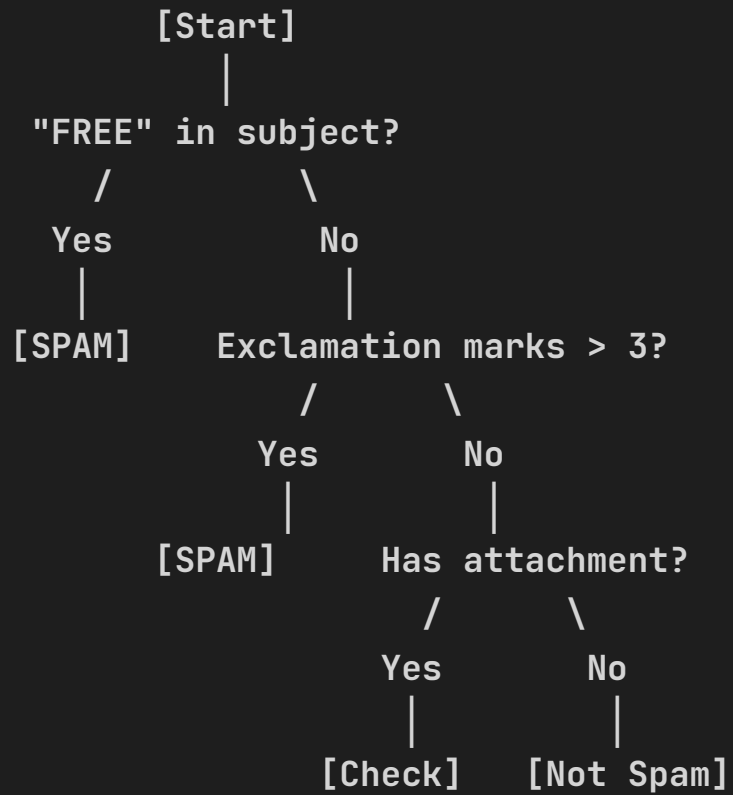 [Start]
│
"FREE" in subject?
/ \
Yes No
│ │
[SPAM] Exclamation marks > 3?
/ \
Yes No
│ │
[SPAM] Has attachment?
/ \
Yes No
│ │
[Check] [Not Spam]